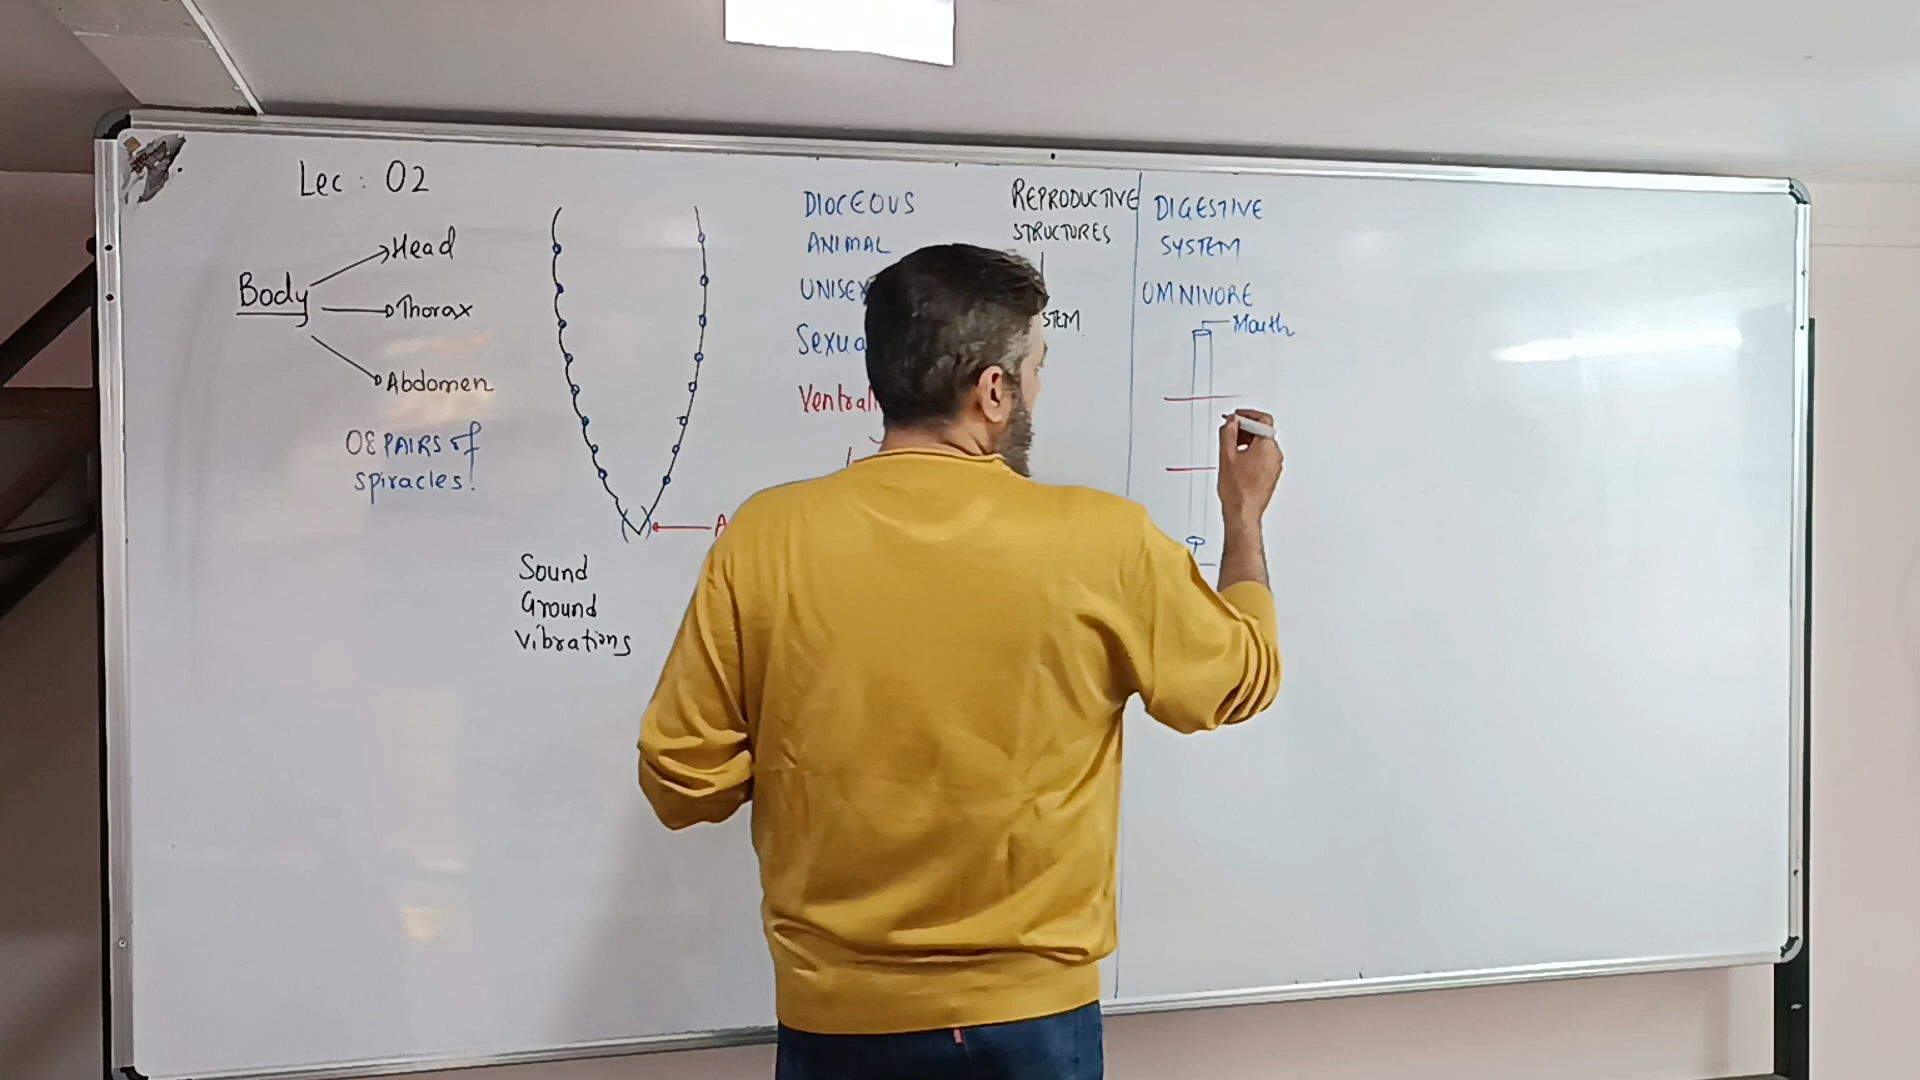 Lec : 02
Body
Head
Thorax
Abdomen
08 PAIRS of
spiracles!
Sound
Ground
Vibrations
DIOCEOUS
ANIMAL
REPRODUCTIVE
STRUCTURES
DIGESTIVE
SYSTEM
OMNIVORE
Mouth